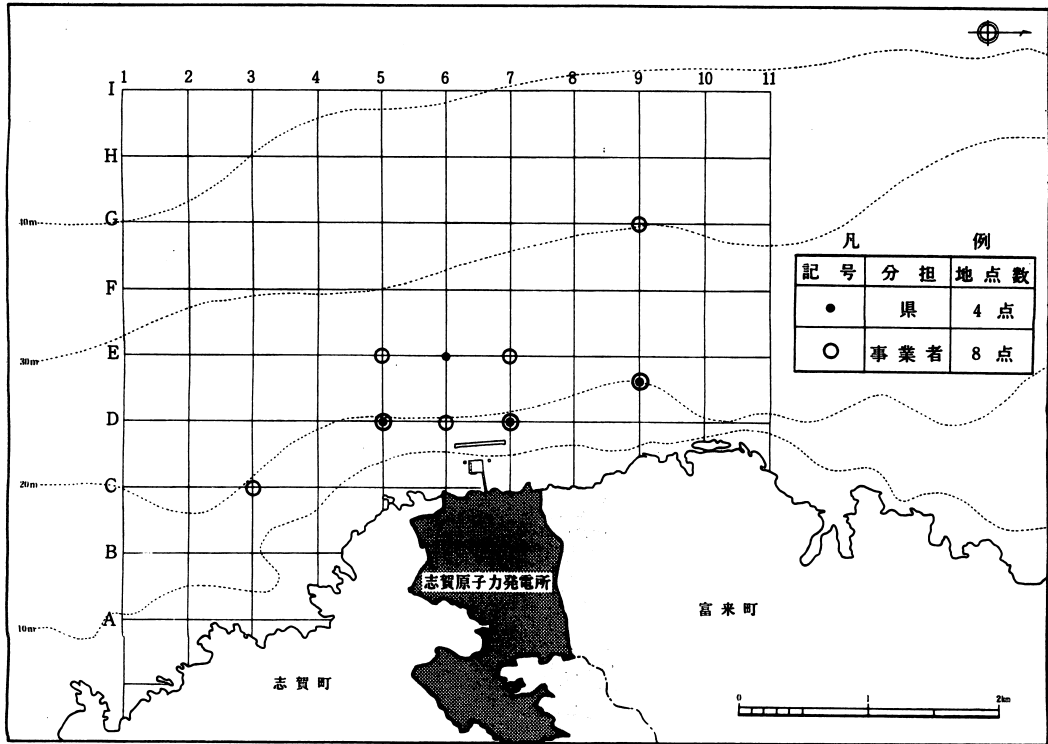 1 2 3 4 5 6 7 8 9 10 11
I
H
G
F
E
D
C
B
A
40m
30m
20m
10m
凡 例
記号 分担 地点数
● 県 4点
○ 事業者 8点
志賀原子力発電所
富来町
志賀町
0 1 2km